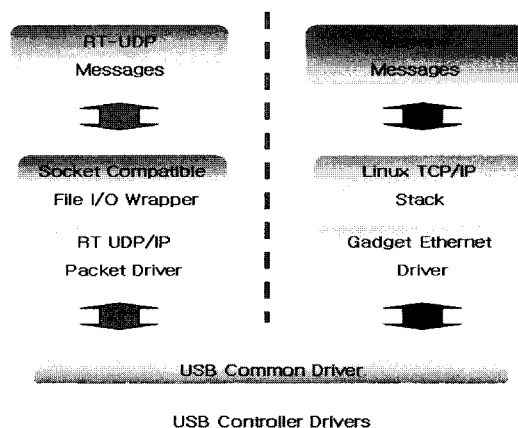 RT-UDP
Messages
Socket Compatible
File I/O Wrapper
RT UDP/IP
Packet Driver
Messages
Linux TCP/IP
Stack
Gadget Ethernet
Driver
USB Common Driver
USB Controller Drivers